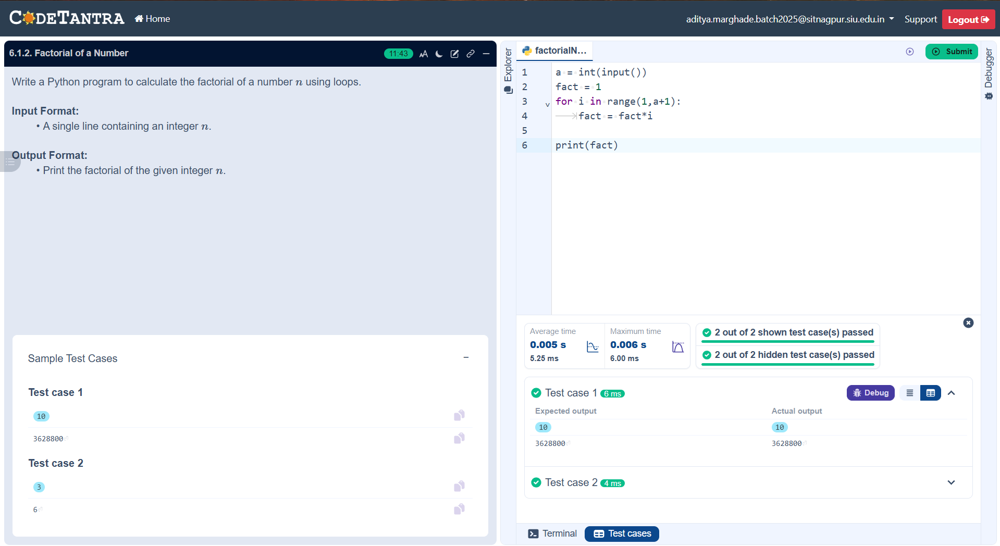 CODETANTRA Home
aditya.marghade.batch2025@sitnagpur.siu.edu.in Support Logout
6.1.2. Factorial of a Number
11:43 AA
Write a Python program to calculate the factorial of a number n using loops.
Input Format:
• A single line containing an integer n.
Output Format:
• Print the factorial of the given integer n.
Sample Test Cases
Test case 1
10
3628800
Test case 2
3
6
Explorer
factorialN...
Submit
Debugger
1 a = int(input())
2 fact = 1
3 for i in range(1,a+1):
4 fact = fact*i
5
6 print(fact)
Average time
0.005 s
5.25 ms
Maximum time
0.006 s
6.00 ms
2 out of 2 shown test case(s) passed
2 out of 2 hidden test case(s) passed
Test case 1 6 ms
Debug
Expected output Actual output
10 10
3628800 3628800
Test case 2 4 ms
Terminal Test cases